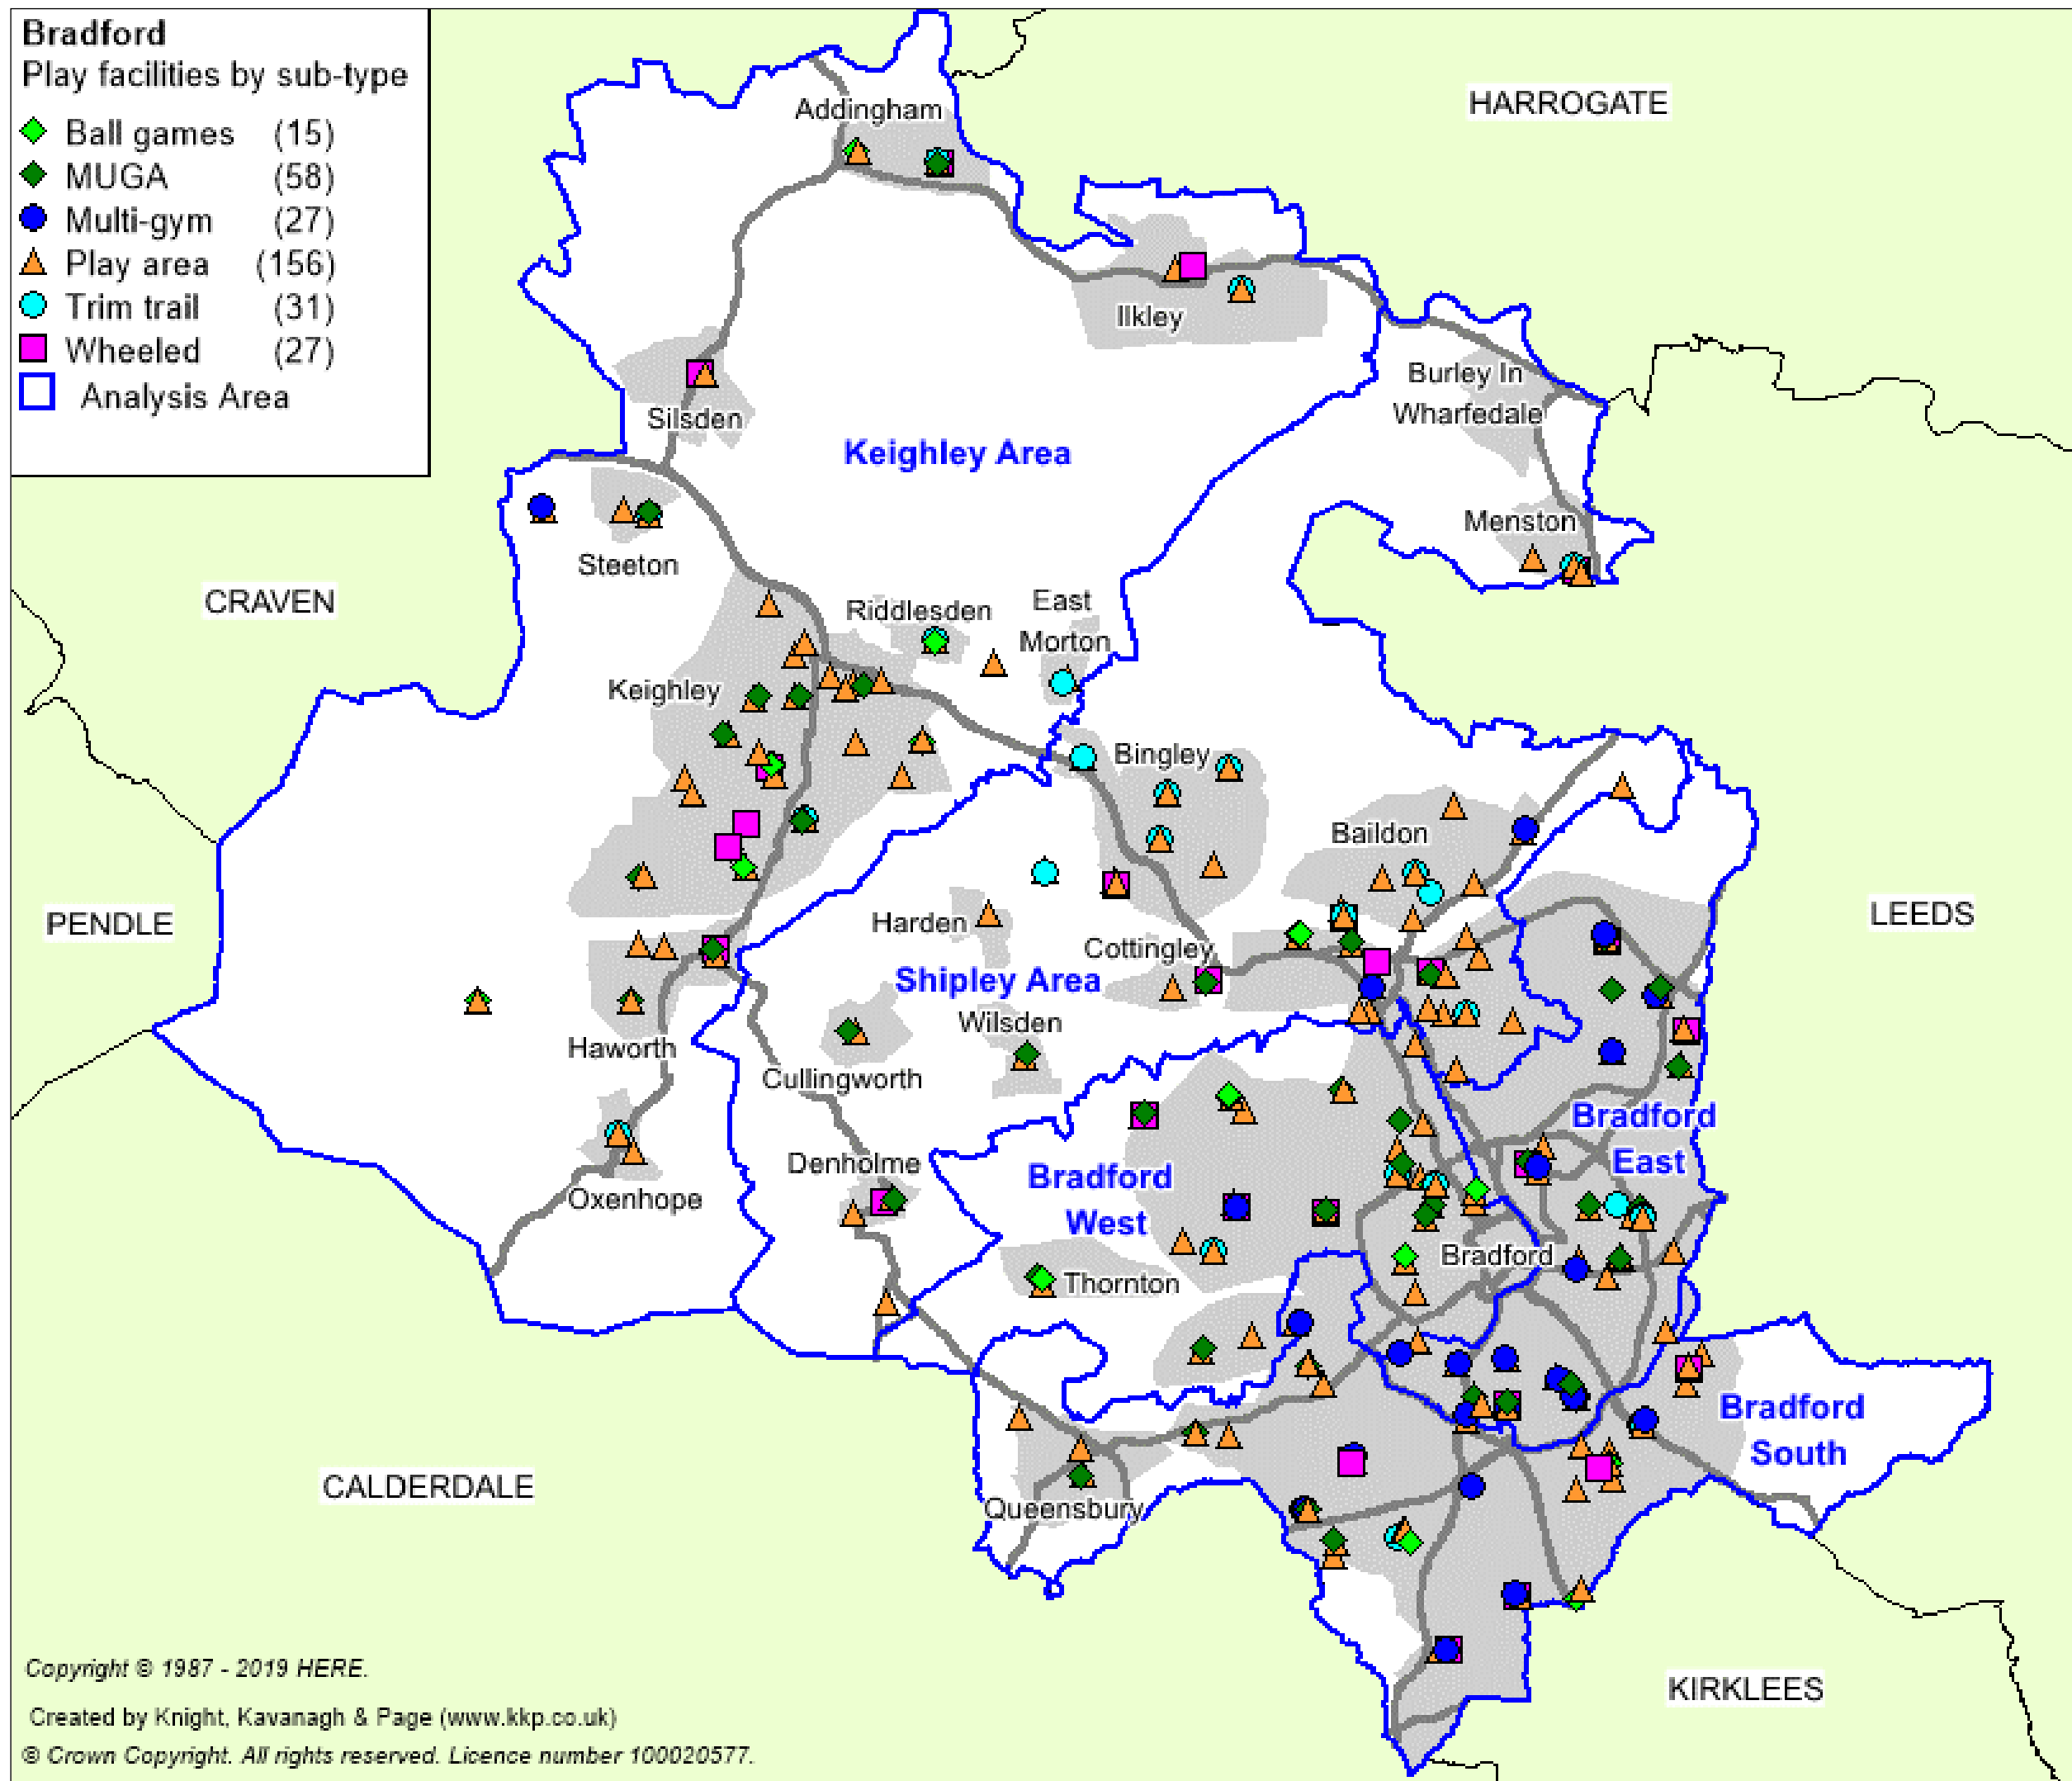 Bradford
Play facilities by sub-type
Ball games (15)
MUGA (58)
Multi-gym (27)
Play area (156)
Trim trail (31)
Wheeled (27)
Analysis Area
HARROGATE
Addingham
Ilkley
Burley In
Wharfedale
Silsden
Keighley Area
Menston
Steeton
CRAVEN
Riddlesden
East
Morton
Keighley
Bingley
Baildon
PENDLE
Harden
Cottingley
LEEDS
Shipley Area
Wilsden
Haworth
Cullingworth
Bradford
East
Denholme
Bradford
West
Oxenhope
Bradford
Thornton
Bradford
South
CALDERDALE
Queensbury
KIRKLEES
Copyright © 1987 - 2019 HERE.
Created by Knight, Kavanagh & Page (www.kkp.co.uk)
© Crown Copyright. All rights reserved. Licence number 100020577.